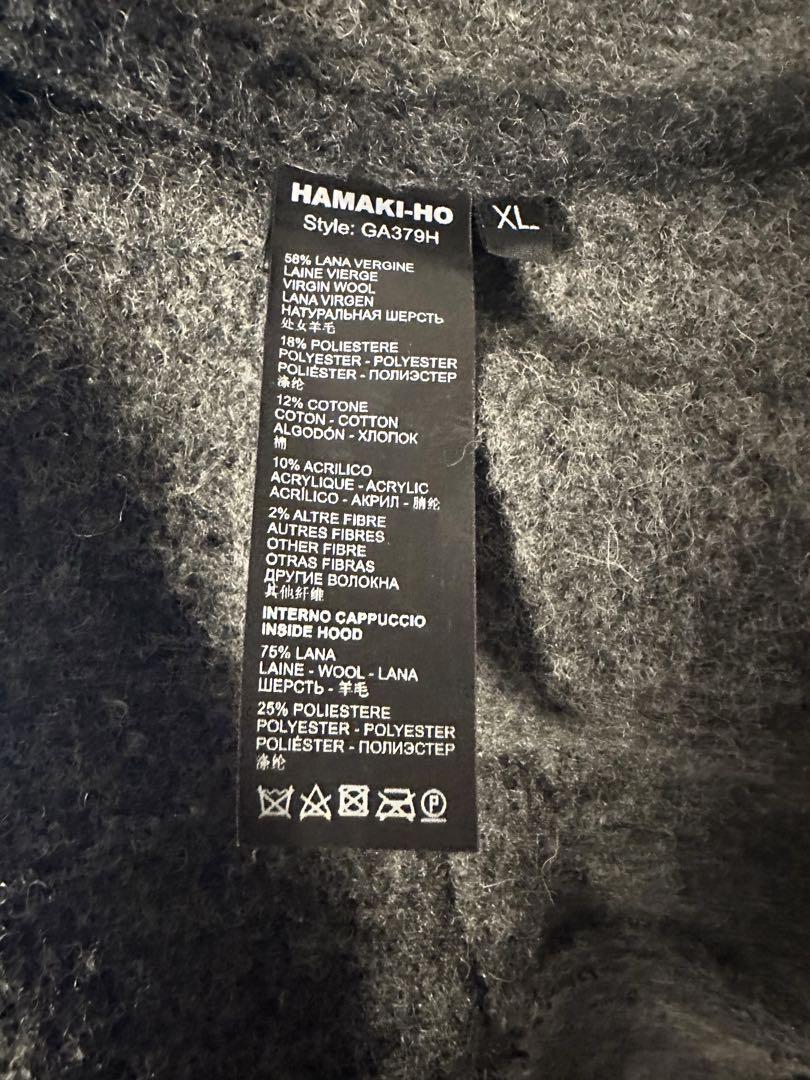 HAMAKI-HO
Style: GA379H
XL
58% LANA VERGINE
LAINE VIERGE
VIRGIN WOOL
LANA VIRGEN
НАТУРАЛЬНАЯ ШЕРСТЬ
处女羊毛
18% POLIESTERE
POLYESTER - POLYESTER
POLIÉSTER - ПОЛИЭСТЕР
涤纶
12% COTONE
COTON - COTTON
ALGODÓN - ХЛОПОК
棉
10% ACRILICO
ACRYLIQUE - ACRYLIC
ACRÍLICO - АКРИЛ - 腈纶
2% ALTRE FIBRE
AUTRES FIBRES
OTHER FIBRE
OTRAS FIBRAS
ДРУГИЕ ВОЛОКНА
其他纤维
INTERNO CAPPUCCIO
INSIDE HOOD
75% LANA
LAINE - WOOL - LANA
ШЕРСТЬ - 羊毛
25% POLIESTERE
POLYESTER - POLYESTER
POLIÉSTER - ПОЛИЭСТЕР
涤纶
P